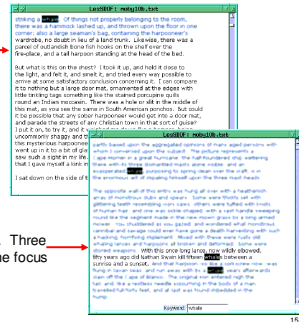 LensBUF: moby10b.txt
stinking a whale. Of things not properly belonging to the room,
there was a hammock lashed up, and thrown upon the floor in one
corner; also a large seaman's bag, containing the harpooneer's
wardrobe, no doubt in lieu of a land trunk. Likewise, there was a
parcel of outlandish bone fish hooks on the shelf over the
fireplace, and a tall harpoon standing at the head of the bed.
But what is this on the chest? I took it up, and held it close to
the light, and felt it, and smelt it, and tried every way possible to
arrive at some satisfactory conclusion concerning it. I can compare
it to nothing but a large door mat, ornamented at the edges with
little tinkling tags something like the stained porcupine quills
round an Indian moccasin. There was a hole or slit in the middle of
this mat, as you see the same in South American ponchos. But could
it be possible that any sober harpooneer would get into a door mat,
and parade the streets of any Christian town in that sort of guise?
I put it on, to try it, and it
uncommonly shaggy and
this mysterious harpooneer
went up in it to a bit of
saw such a sight in my life.
that I gave myself a kink
I sat down on the side of
LensBUF: moby10b.txt
early based upon the aggregated opinions of many aged persons with
whom I conversed upon the subject. The picture represents a
Cape-Horner in a great hurricane; the half-foundered ship weltering
there with its three dismantled masts alone visible; and an
exasperated whale, purposing to spring clean over the craft, is in
the enormous act of impaling himself upon the three mast-heads.
The opposite wall of this entry was hung all over with a heathenish
array of monstrous clubs and spears. Some were thickly set with
glittering teeth resembling ivory saws; others were tufted with knots
of human hair; and one was sickle-shaped, with a vast handle sweeping
round like the segment made in the new-mown grass by a long-armed
mower. You shuddered as you gazed, and wondered what monstrous
cannibal and savage could ever have gone a death-harvesting with such
a hacking, horrifying implement. Mixed with these were rusty old
whaling lances and harpoons all broken and deformed. Some were
storied weapons. With this once long lance, now wildly elbowed,
fifty years ago did Nathan Swain kill fifteen whales between a
sunrise and a sunset. And that harpoon so like a corkscrew now was
flung in Javan seas, and run away with by a whale, years afterwards
slain off the Cape of Blanco. The original iron entered nigh the
tail, and, like a restless needle sojourning in the body of a man,
travelled full forty feet, and at last was found imbedded in the
hump.
Keyword: whale
. Three
ne focus
15